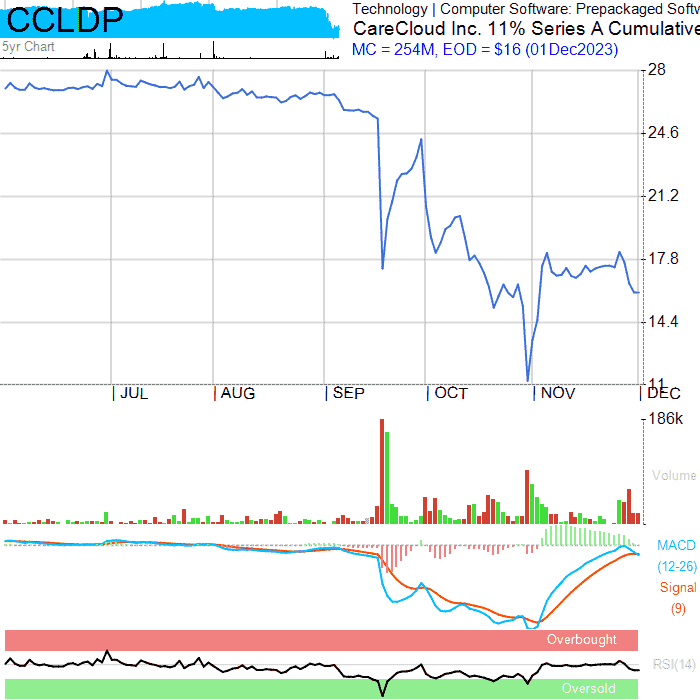 CCLDP
5yr Chart
Technology | Computer Software: Prepackaged Softw
CareCloud Inc. 11% Series A Cumulative
MC = 254M, EOD = $16 (01Dec2023)
28
24.6
21.2
17.8
14.4
11
JUL
AUG
SEP
OCT
NOV
DEC
186k
Volume
MACD
(12-26)
Signal
(9)
Overbought
RSI(14)
Oversold